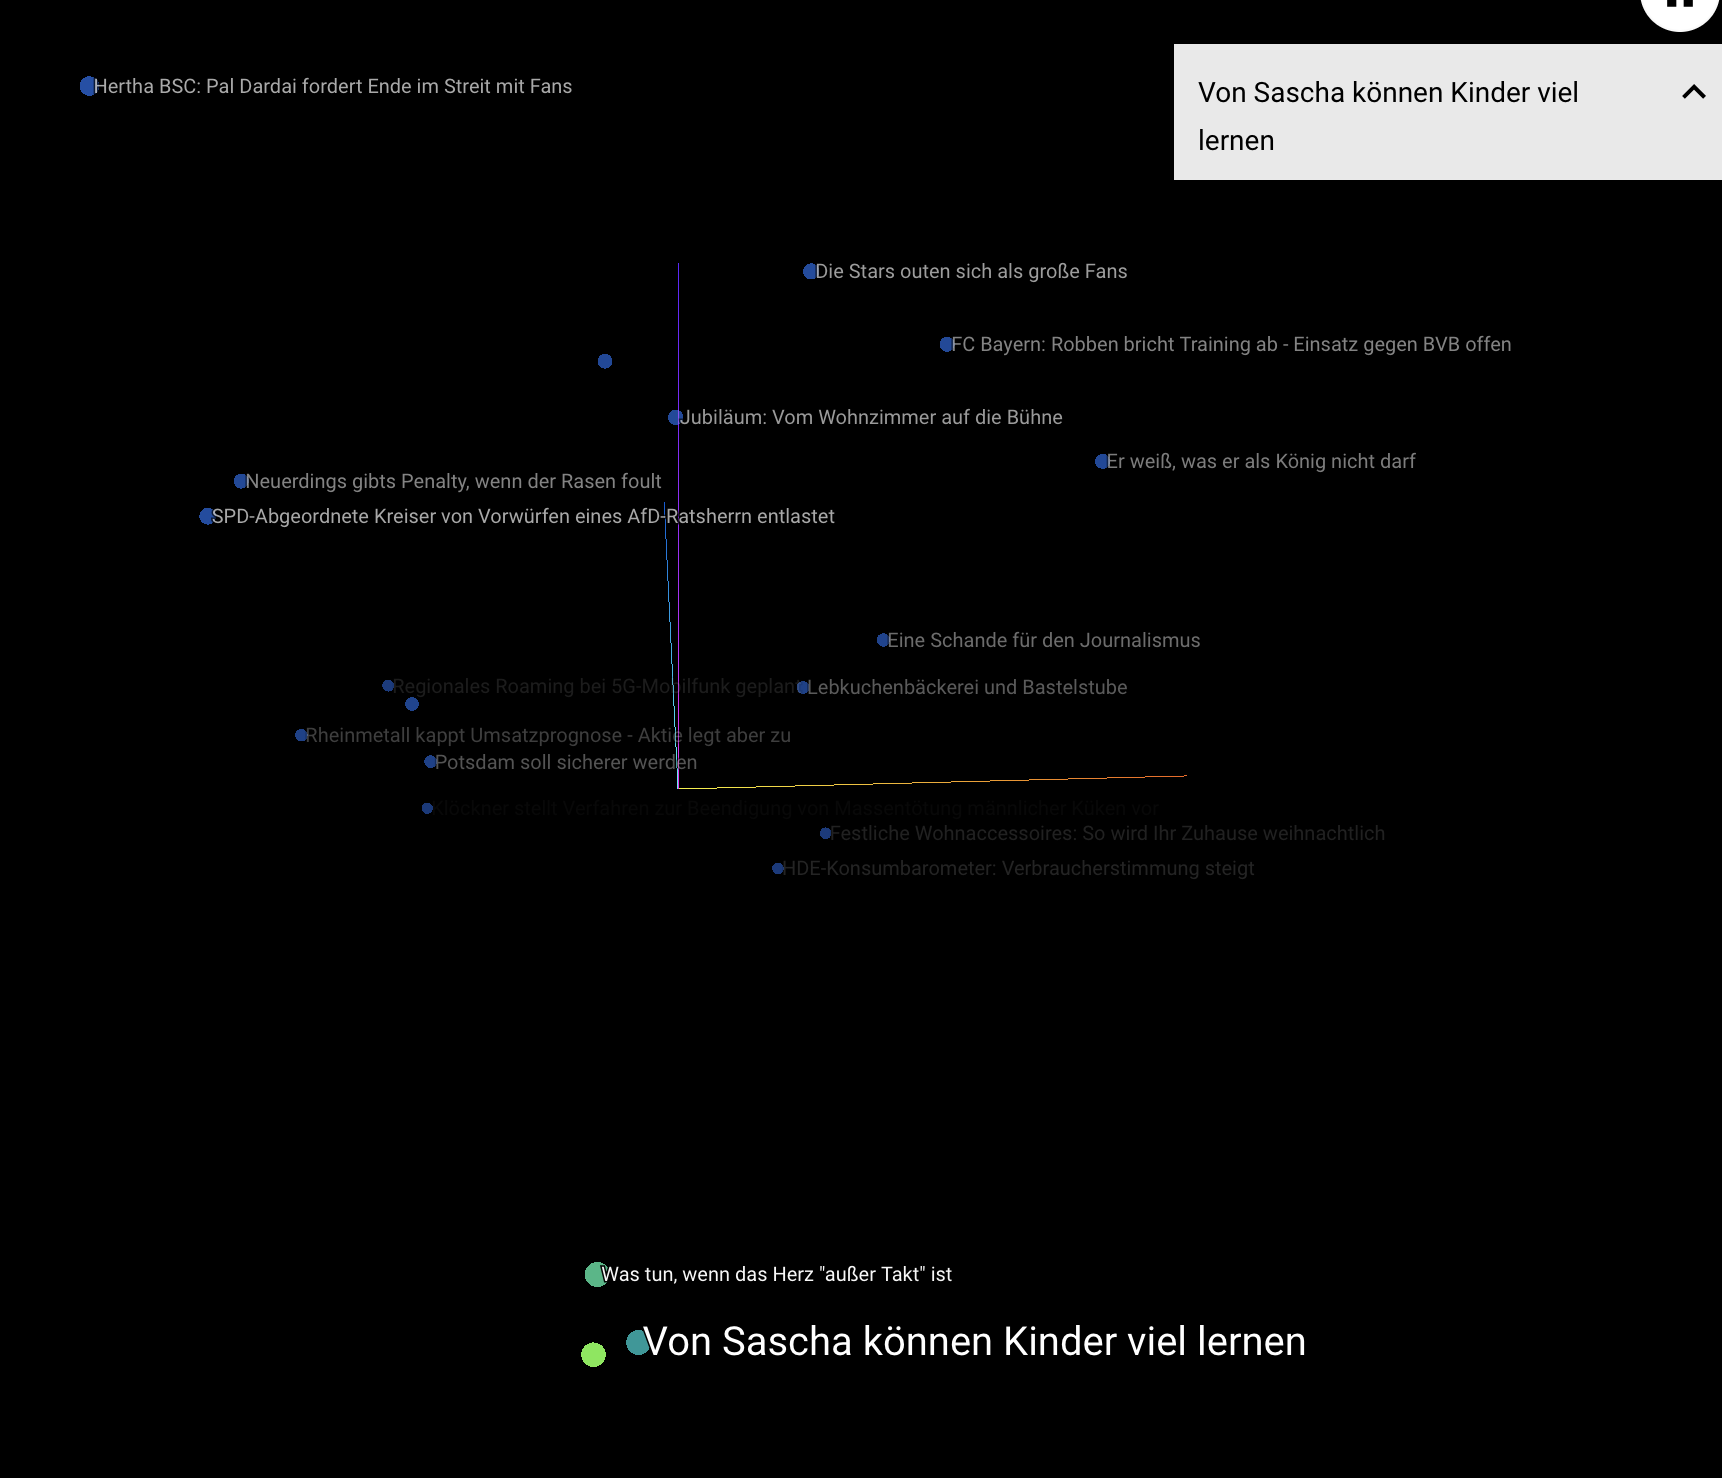 Hertha BSC: Pal Dardai fordert Ende im Streit mit Fans
Von Sascha können Kinder viel
lernen
Die Stars outen sich als große Fans
FC Bayern: Robben bricht Training ab - Einsatz gegen BVB offen
Jubiläum: Vom Wohnzimmer auf die Bühne
Er weiß, was er als König nicht darf
Neuerdings gibts Penalty, wenn der Rasen foult
SPD-Abgeordnete Kreiser von Vorwürfen eines AfD-Ratsherrn entlastet
Eine Schande für den Journalismus
Regionales Roaming bei 5G-Mobilfunk geplant
Lebkuchenbäckerei und Bastelstube
Rheinmetall kappt Umsatzprognose - Aktie legt aber zu
Potsdam soll sicherer werden
Klöckner stellt Verfahren zur Beendigung von Massentötung männlicher Küken vor
Festliche Wohnaccessoires: So wird Ihr Zuhause weihnachtlich
HDE-Konsumbarometer: Verbraucherstimmung steigt
Was tun, wenn das Herz "außer Takt" ist
Von Sascha können Kinder viel lernen